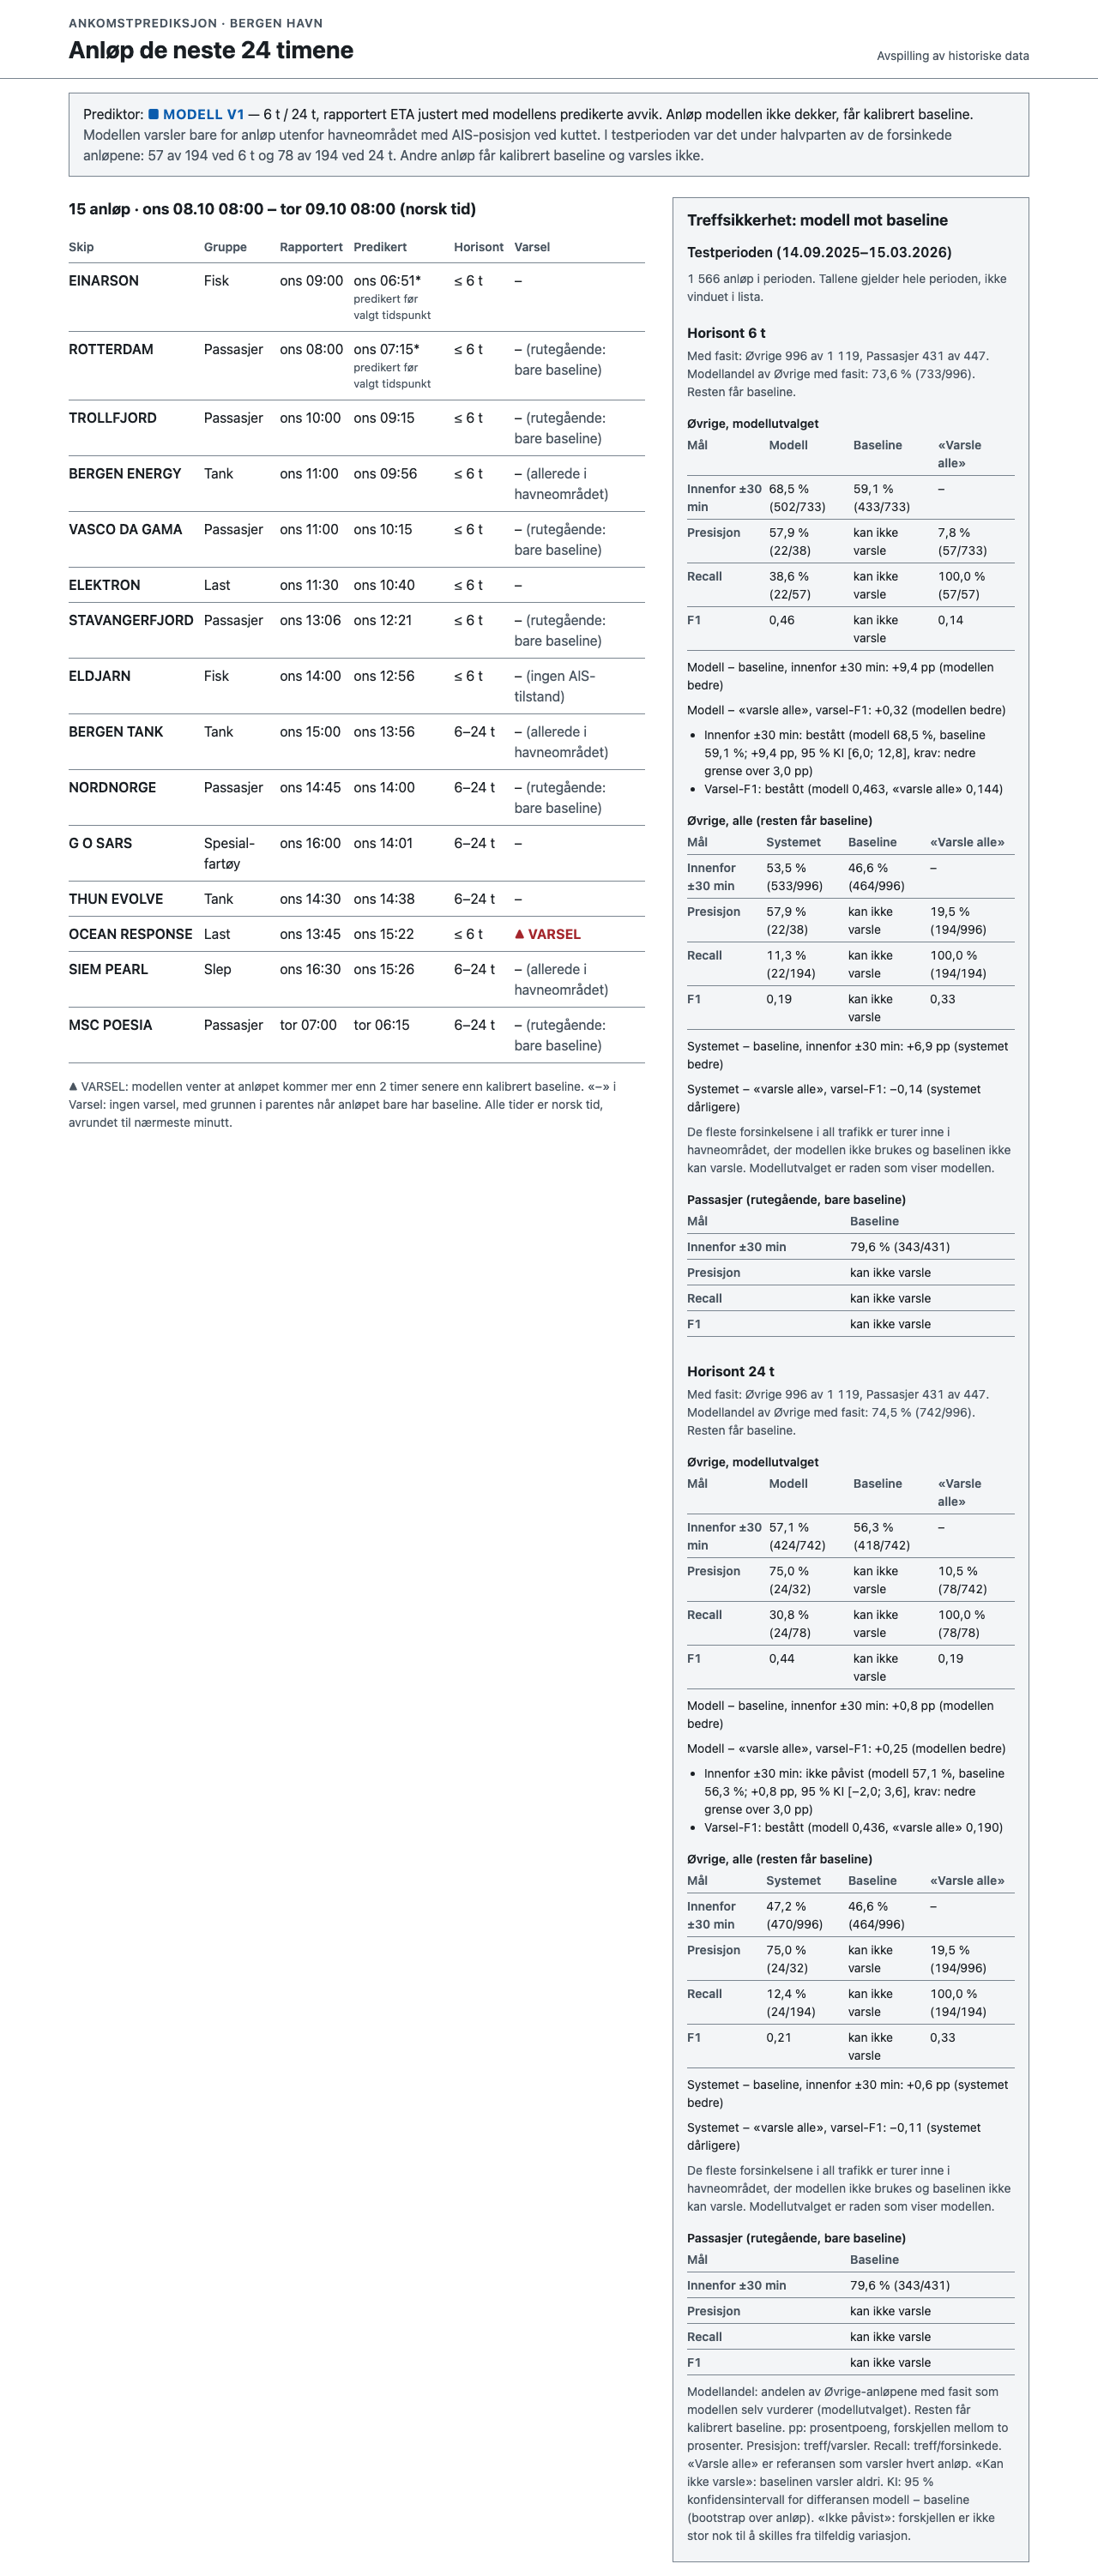 ANKOMSTPREDIKSJON · BERGEN HAVN
Anløp de neste 24 timene
Avspilling av historiske data
Prediktor: MODELL V1 — 6 t / 24 t, rapportert ETA justert med modellens predikerte avvik. Anløp modellen ikke dekker, får kalibrert baseline.
Modellen varsler bare for anløp utenfor havneområdet med AIS-posisjon ved kuttet. I testperioden var det under halvparten av de forsinkede
anløpene: 57 av 194 ved 6 t og 78 av 194 ved 24 t. Andre anløp får kalibrert baseline og varsles ikke.
15 anløp · ons 08.10 08:00 – tor 09.10 08:00 (norsk tid)
Skip Gruppe Rapportert Predikert Horisont Varsel
EINARSON Fisk ons 09:00 ons 06:51* ≤ 6 t –
predikert før
valgt tidspunkt
ROTTERDAM Passasjer ons 08:00 ons 07:15* ≤ 6 t – (rutegående:
predikert før bare baseline)
valgt tidspunkt
TROLLFJORD Passasjer ons 10:00 ons 09:15 ≤ 6 t – (rutegående:
bare baseline)
BERGEN ENERGY Tank ons 11:00 ons 09:56 ≤ 6 t – (allerede i
havneområdet)
VASCO DA GAMA Passasjer ons 11:00 ons 10:15 ≤ 6 t – (rutegående:
bare baseline)
ELEKTRON Last ons 11:30 ons 10:40 ≤ 6 t –
STAVANGERFJORD Passasjer ons 13:06 ons 12:21 ≤ 6 t – (rutegående:
bare baseline)
ELDJARN Fisk ons 14:00 ons 12:56 ≤ 6 t – (ingen AIS-
tilstand)
BERGEN TANK Tank ons 15:00 ons 13:56 6–24 t – (allerede i
havneområdet)
NORDNORGE Passasjer ons 14:45 ons 14:00 6–24 t – (rutegående:
bare baseline)
G O SARS Spesial- ons 16:00 ons 14:01 6–24 t –
fartøy
THUN EVOLVE Tank ons 14:30 ons 14:38 6–24 t –
OCEAN RESPONSE Last ons 13:45 ons 15:22 ≤ 6 t ▲ VARSEL
SIEM PEARL Slep ons 16:30 ons 15:26 6–24 t – (allerede i
havneområdet)
MSC POESIA Passasjer tor 07:00 tor 06:15 6–24 t – (rutegående:
bare baseline)
▲ VARSEL: modellen venter at anløpet kommer mer enn 2 timer senere enn kalibrert baseline. «–» i
Varsel: ingen varsel, med grunnen i parentes når anløpet bare har baseline. Alle tider er norsk tid,
avrundet til nærmeste minutt.
Treffsikkerhet: modell mot baseline
Testperioden (14.09.2025–15.03.2026)
1 566 anløp i perioden. Tallene gjelder hele perioden, ikke
vinduet i lista.
Horisont 6 t
Med fasit: Øvrige 996 av 1 119, Passasjer 431 av 447.
Modellandel av Øvrige med fasit: 73,6 % (733/996).
Resten får baseline.
Øvrige, modellutvalget
Mål Modell Baseline «Varsle
alle»
Innenfor ±30 68,5 % 59,1 % –
min (502/733) (433/733)
Presisjon 57,9 % kan ikke 7,8 %
(22/38) varsle (57/733)
Recall 38,6 % kan ikke 100,0 %
(22/57) varsle (57/57)
F1 0,46 kan ikke 0,14
varsle
Modell – baseline, innenfor ±30 min: +9,4 pp (modellen
bedre)
Modell – «varsle alle», varsel-F1: +0,32 (modellen bedre)
• Innenfor ±30 min: bestått (modell 68,5 %, baseline
59,1 %; +9,4 pp, 95 % KI [6,0; 12,8], krav: nedre
grense over 3,0 pp)
• Varsel-F1: bestått (modell 0,463, «varsle alle» 0,144)
Øvrige, alle (resten får baseline)
Mål Systemet Baseline «Varsle alle»
Innenfor 53,5 % 46,6 % –
±30 min (533/996) (464/996)
Presisjon 57,9 % kan ikke 19,5 %
(22/38) varsle (194/996)
Recall 11,3 % kan ikke 100,0 %
(22/194) varsle (194/194)
F1 0,19 kan ikke 0,33
varsle
Systemet – baseline, innenfor ±30 min: +6,9 pp (systemet
bedre)
Systemet – «varsle alle», varsel-F1: −0,14 (systemet
dårligere)
De fleste forsinkelsene i all trafikk er turer inne i
havneområdet, der modellen ikke brukes og baselinen ikke
kan varsle. Modellutvalget er raden som viser modellen.
Passasjer (rutegående, bare baseline)
Mål Baseline
Innenfor ±30 min 79,6 % (343/431)
Presisjon kan ikke varsle
Recall kan ikke varsle
F1 kan ikke varsle
Horisont 24 t
Med fasit: Øvrige 996 av 1 119, Passasjer 431 av 447.
Modellandel av Øvrige med fasit: 74,5 % (742/996).
Resten får baseline.
Øvrige, modellutvalget
Mål Modell Baseline «Varsle
alle»
Innenfor ±30 57,1 % 56,3 % –
min (424/742) (418/742)
Presisjon 75,0 % kan ikke 10,5 %
(24/32) varsle (78/742)
Recall 30,8 % kan ikke 100,0 %
(24/78) varsle (78/78)
F1 0,44 kan ikke 0,19
varsle
Modell – baseline, innenfor ±30 min: +0,8 pp (modellen
bedre)
Modell – «varsle alle», varsel-F1: +0,25 (modellen bedre)
• Innenfor ±30 min: ikke påvist (modell 57,1 %, baseline
56,3 %; +0,8 pp, 95 % KI [−2,0; 3,6], krav: nedre
grense over 3,0 pp)
• Varsel-F1: bestått (modell 0,436, «varsle alle» 0,190)
Øvrige, alle (resten får baseline)
Mål Systemet Baseline «Varsle alle»
Innenfor 47,2 % 46,6 % –
±30 min (470/996) (464/996)
Presisjon 75,0 % kan ikke 19,5 %
(24/32) varsle (194/996)
Recall 12,4 % kan ikke 100,0 %
(24/194) varsle (194/194)
F1 0,21 kan ikke 0,33
varsle
Systemet – baseline, innenfor ±30 min: +0,6 pp (systemet
bedre)
Systemet – «varsle alle», varsel-F1: −0,11 (systemet
dårligere)
De fleste forsinkelsene i all trafikk er turer inne i
havneområdet, der modellen ikke brukes og baselinen ikke
kan varsle. Modellutvalget er raden som viser modellen.
Passasjer (rutegående, bare baseline)
Mål Baseline
Innenfor ±30 min 79,6 % (343/431)
Presisjon kan ikke varsle
Recall kan ikke varsle
F1 kan ikke varsle
Modellandel: andelen av Øvrige-anløpene med fasit som
modellen selv vurderer (modellutvalget). Resten får
kalibrert baseline. pp: prosentpoeng, forskjellen mellom to
prosenter. Presisjon: treff/varsler. Recall: treff/forsinkede.
«Varsle alle» er referansen som varsler hvert anløp. «Kan
ikke varsle»: baselinen varsler aldri. KI: 95 %
konfidensintervall for differansen modell – baseline
(bootstrap over anløp). «Ikke påvist»: forskjellen er ikke
stor nok til å skilles fra tilfeldig variasjon.